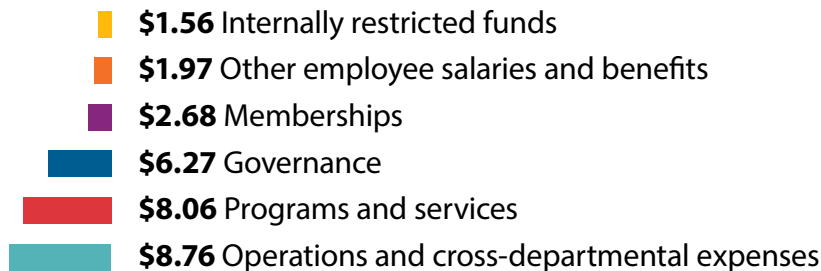 $1.56 Internally restricted funds
$1.97 Other employee salaries and benefits
$2.68 Memberships
$6.27 Governance
$8.06 Programs and services
$8.76 Operations and cross-departmental expenses